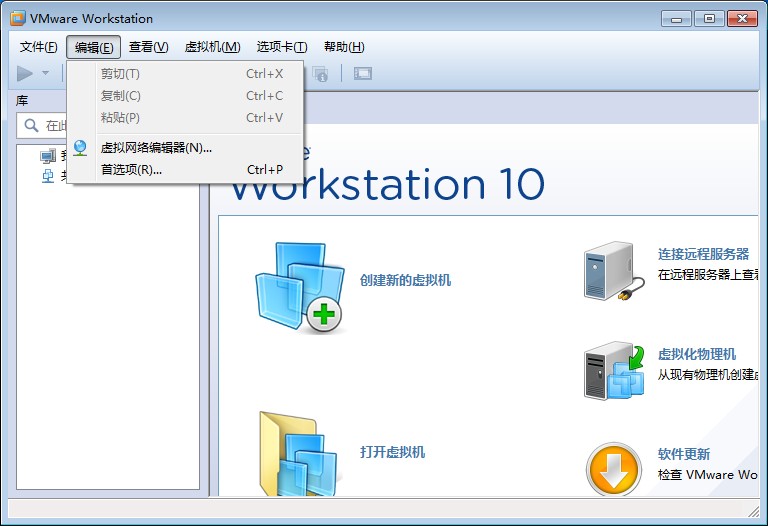 VMware Workstation
文件(F) 编辑(E) 查看(V) 虚拟机(M) 选项卡(T) 帮助(H)
剪切(T) Ctrl+X
复制(C) Ctrl+C
粘贴(P) Ctrl+V
虚拟网络编辑器(N)...
首选项(R)... Ctrl+P
库
在此
Workstation 10
创建新的虚拟机
连接远程服务器
在远程服务器上查看
虚拟化物理机
从现有物理机创建虚
打开虚拟机
软件更新
检查 VMware Wo